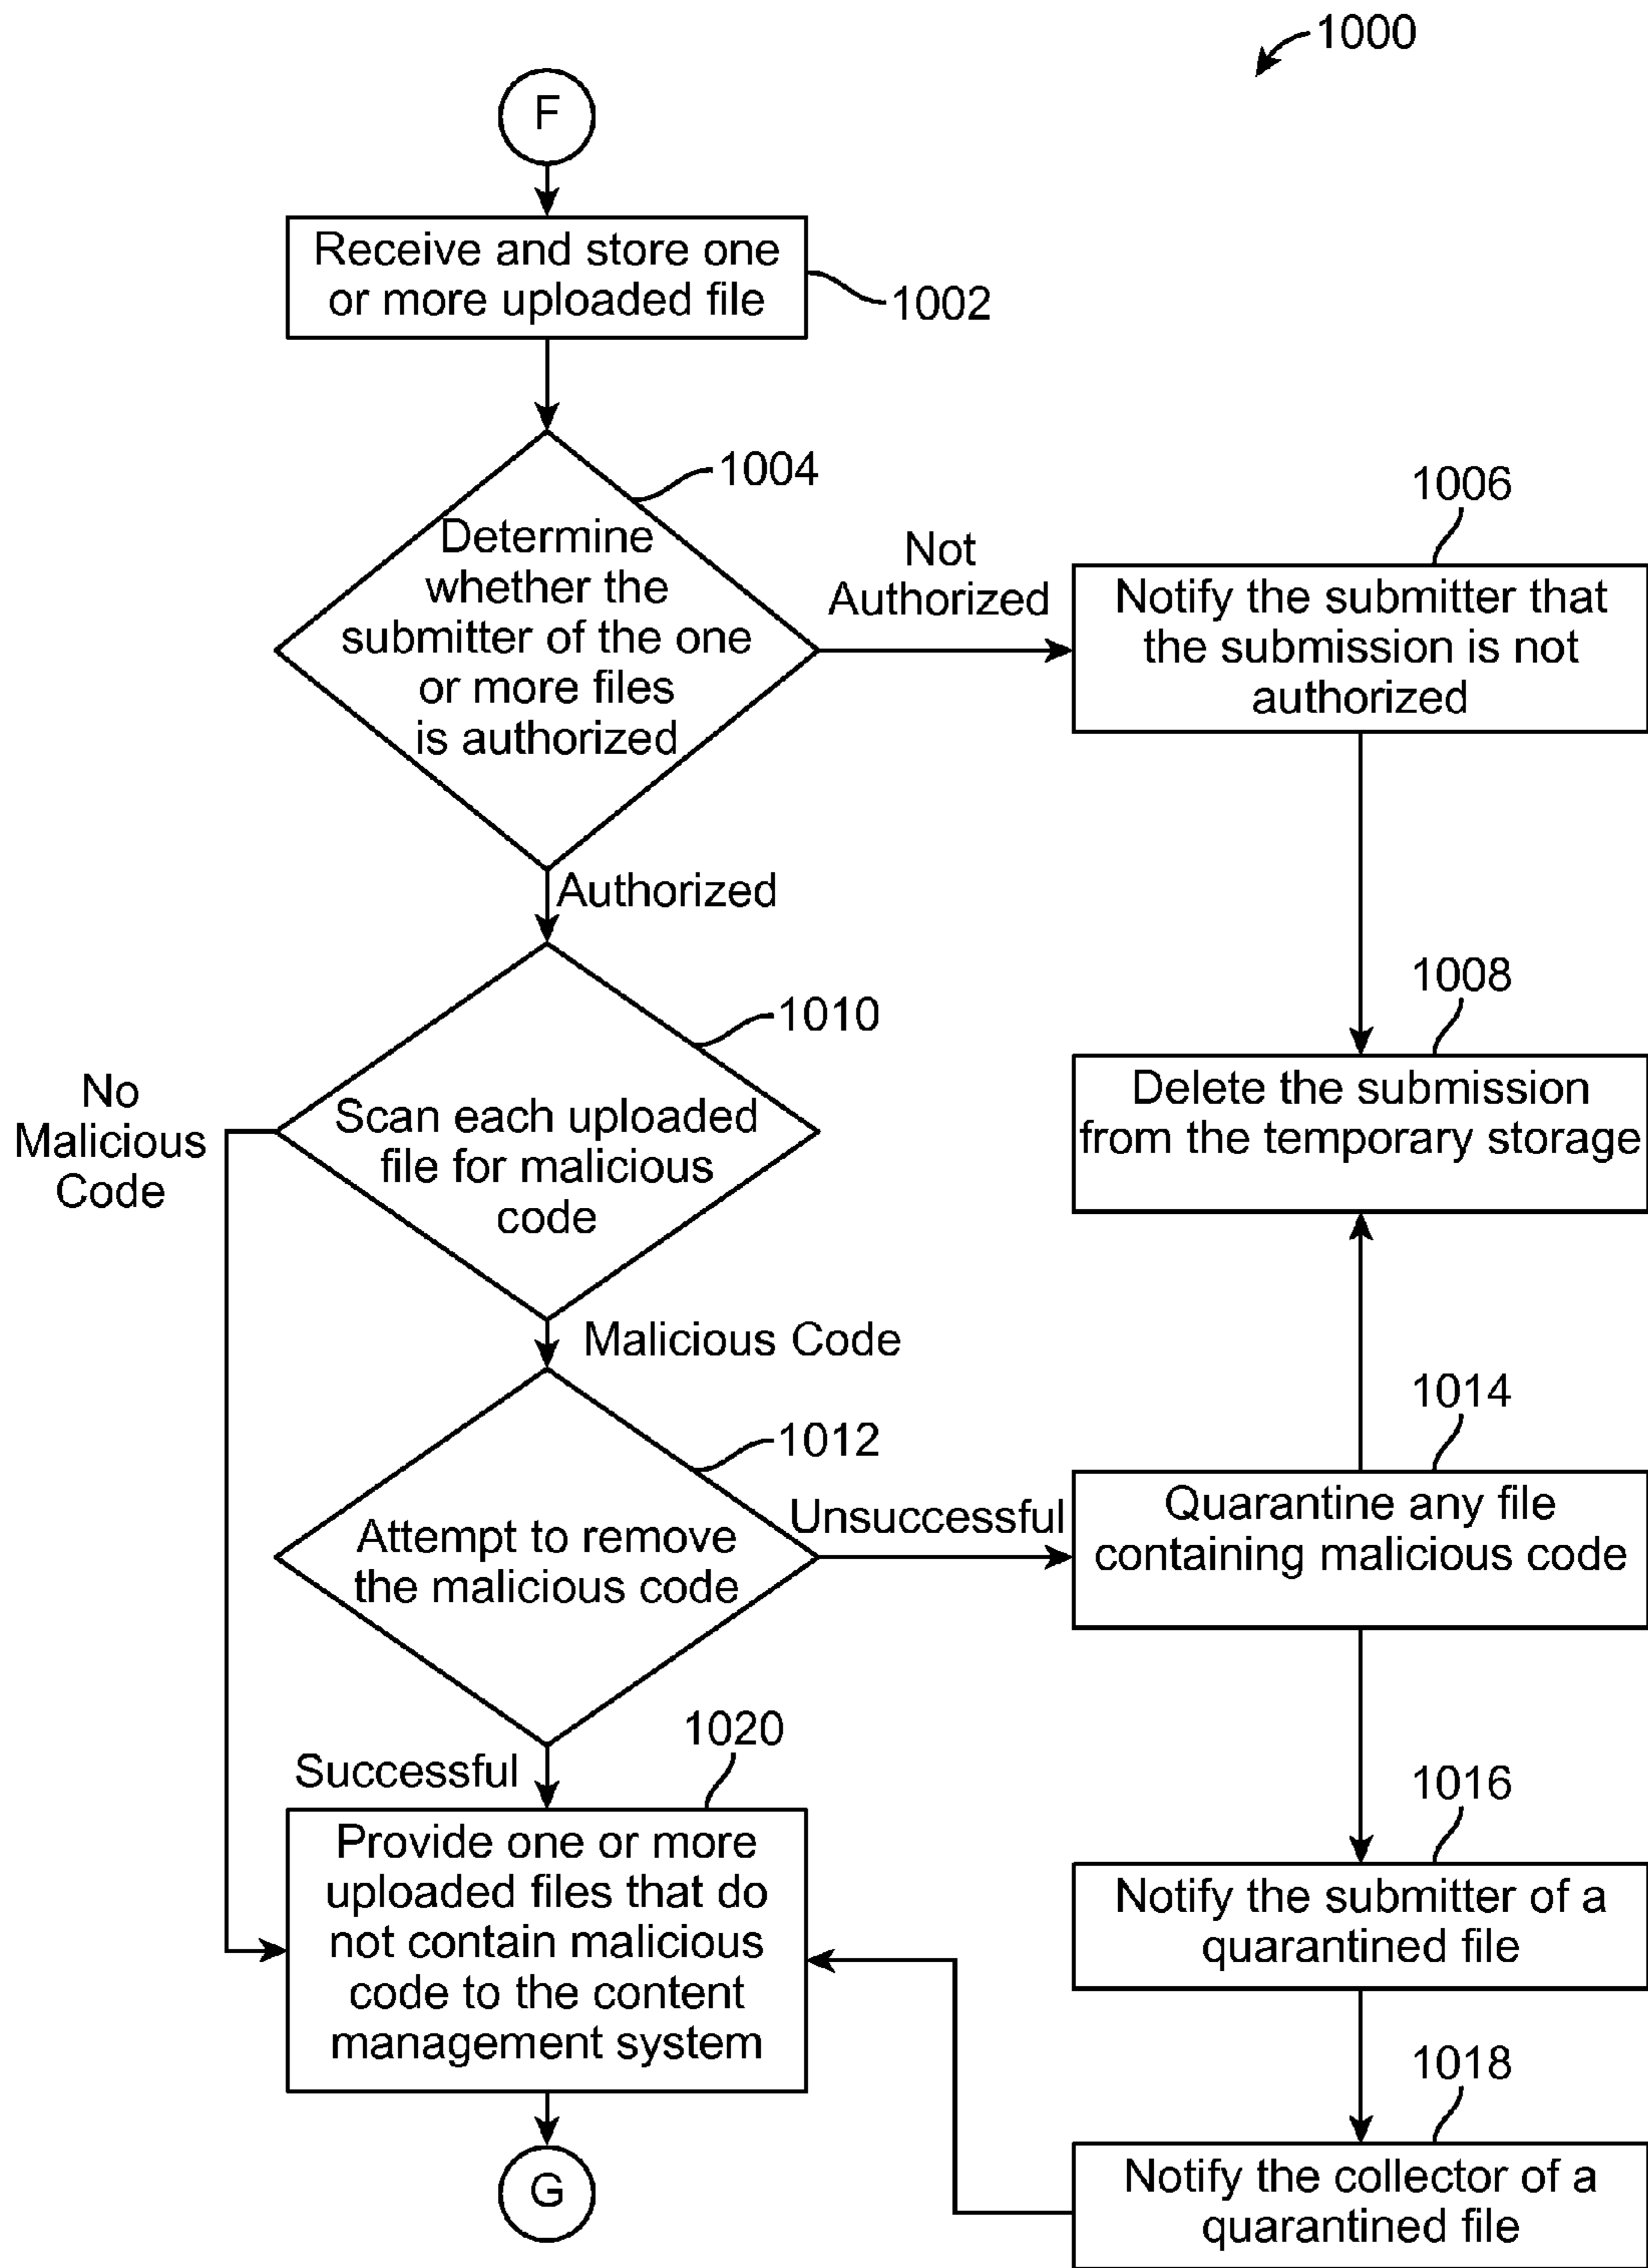 1000
F
Receive and store one
or more uploaded file
1002
1004
Determine
whether the
submitter of the one
or more files
is authorized
Not
Authorized
1006
Notify the submitter that
the submission is not
authorized
Authorized
1008
Delete the submission
from the temporary storage
1010
Scan each uploaded
file for malicious
code
No
Malicious
Code
Malicious Code
1012
Attempt to remove
the malicious code
Unsuccessful
1014
Quarantine any file
containing malicious code
Successful
1020
Provide one or more
uploaded files that do
not contain malicious
code to the content
management system
1016
Notify the submitter of a
quarantined file
1018
Notify the collector of a
quarantined file
G